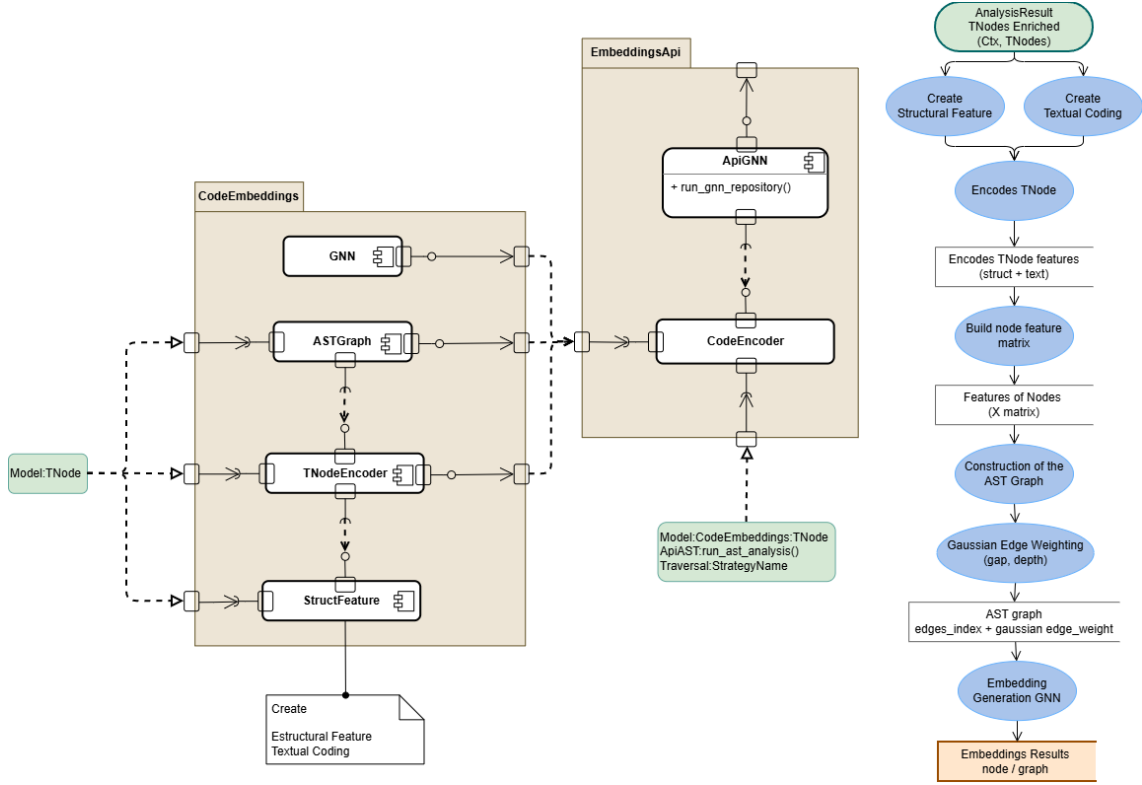 CodeEmbeddings
GNN
ASTGraph
TNodeEncoder
StructFeature
Model:TNode
Create
Estructural Feature
Textual Coding
EmbeddingsApi
ApiGNN
+ run_gnn_repository()
CodeEncoder
Model:CodeEmbeddings:TNode
ApiAST:run_ast_analysis()
Traversal:StrategyName
AnalysisResult
TNodes Enriched
(Ctx, TNodes)
Create
Structural Feature
Create
Textual Coding
Encodes TNode
Encodes TNode features
(struct + text)
Build node feature
matrix
Features of Nodes
(X matrix)
Construction of the
AST Graph
Gaussian Edge Weighting
(gap, depth)
AST graph
edges_index + gaussian edge_weight
Embedding
Generation GNN
Embeddings Results
node / graph